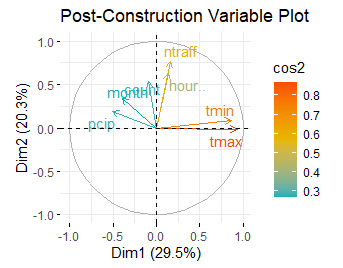 Post-Construction Variable Plot
1.0
0.5
0.0
-0.5
-1.0
Dim2 (20.3%)
ntraff
hour..
count
month
pcip
tmin
tmax
-1.0 -0.5 0.0 0.5 1.0
Dim1 (29.5%)
cos2
0.8
0.7
0.6
0.5
0.4
0.3